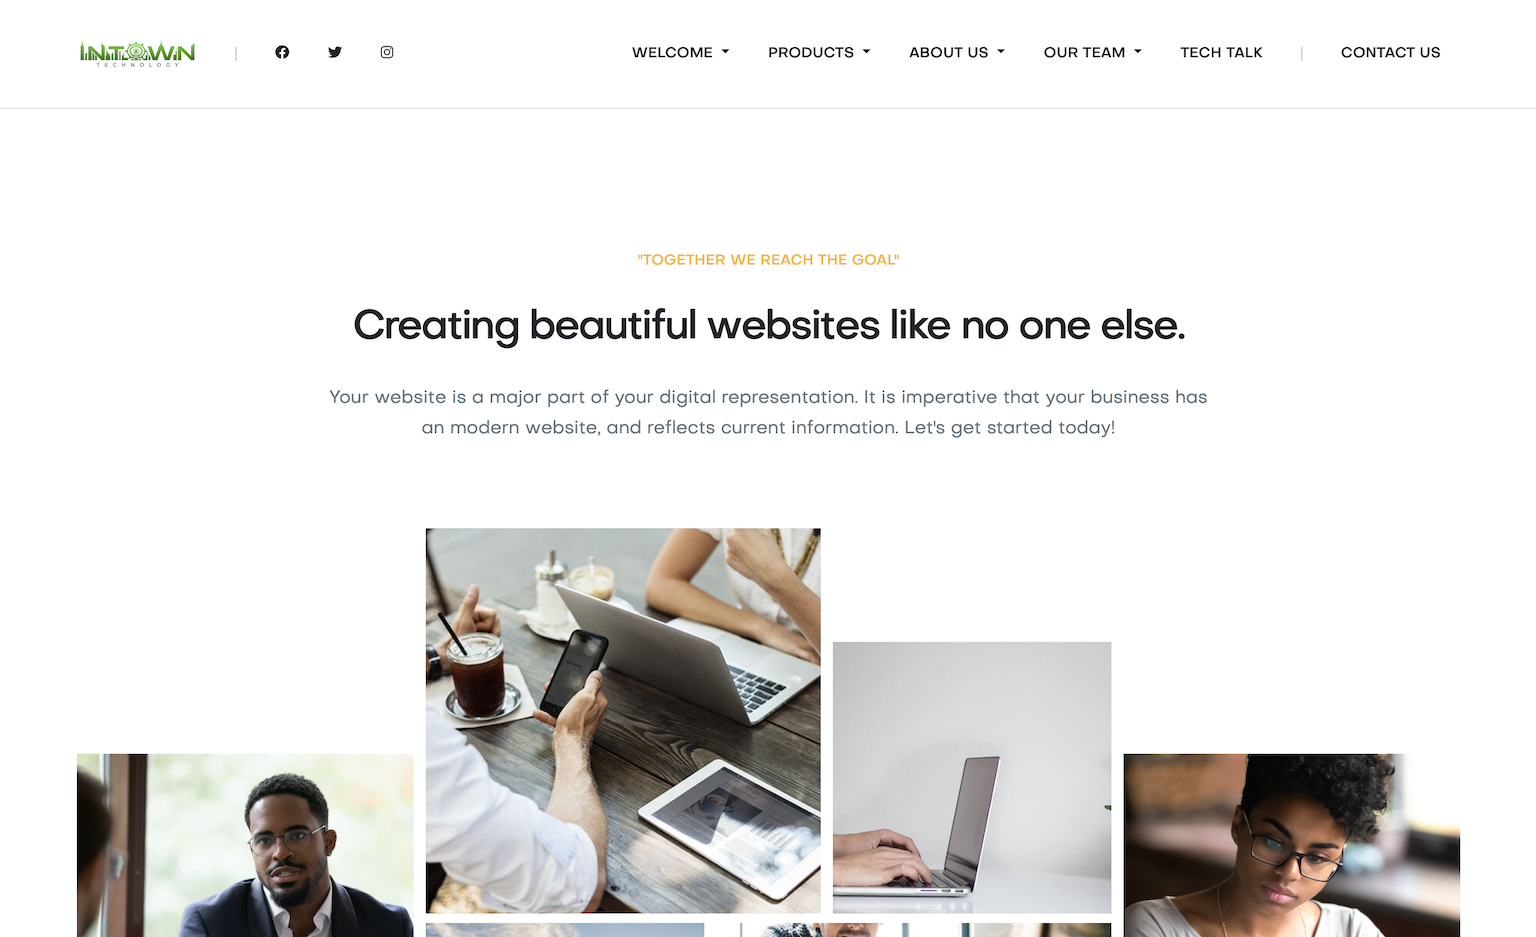 INTOWN
TECHNOLOGY
WELCOME
PRODUCTS
ABOUT US
OUR TEAM
TECH TALK
CONTACT US
"TOGETHER WE REACH THE GOAL"
Creating beautiful websites like no one else.
Your website is a major part of your digital representation. It is imperative that your business has
an modern website, and reflects current information. Let's get started today!